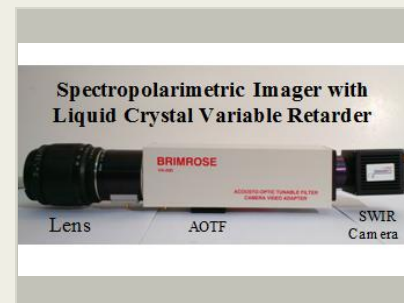 Spectropolarimetric Imager with
Liquid Crystal Variable Retarder
BRIMROSE
ACOUSTO OPTIC TUNABLE FILTER
CAMERA VIDEO ADAPTER
Lens
AOTF
SWIR
Camera